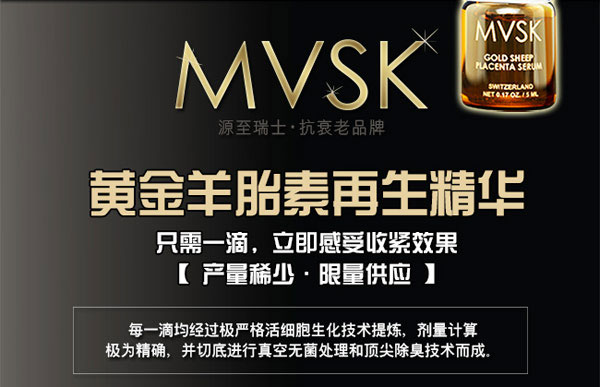 MVSK
MVSK
GOLD SHEEP
PLACENTA SERUM
SWITZERLAND
NET 0.17 OZ. / 5 ML
源至瑞士·抗衰老品牌
黄金羊胎素再生精华
只需一滴，立即感受收紧效果
【 产量稀少·限量供应 】
每一滴均经过极严格活细胞生化技术提炼，剂量计算
极为精确，并切底进行真空无菌处理和顶尖除臭技术而成。